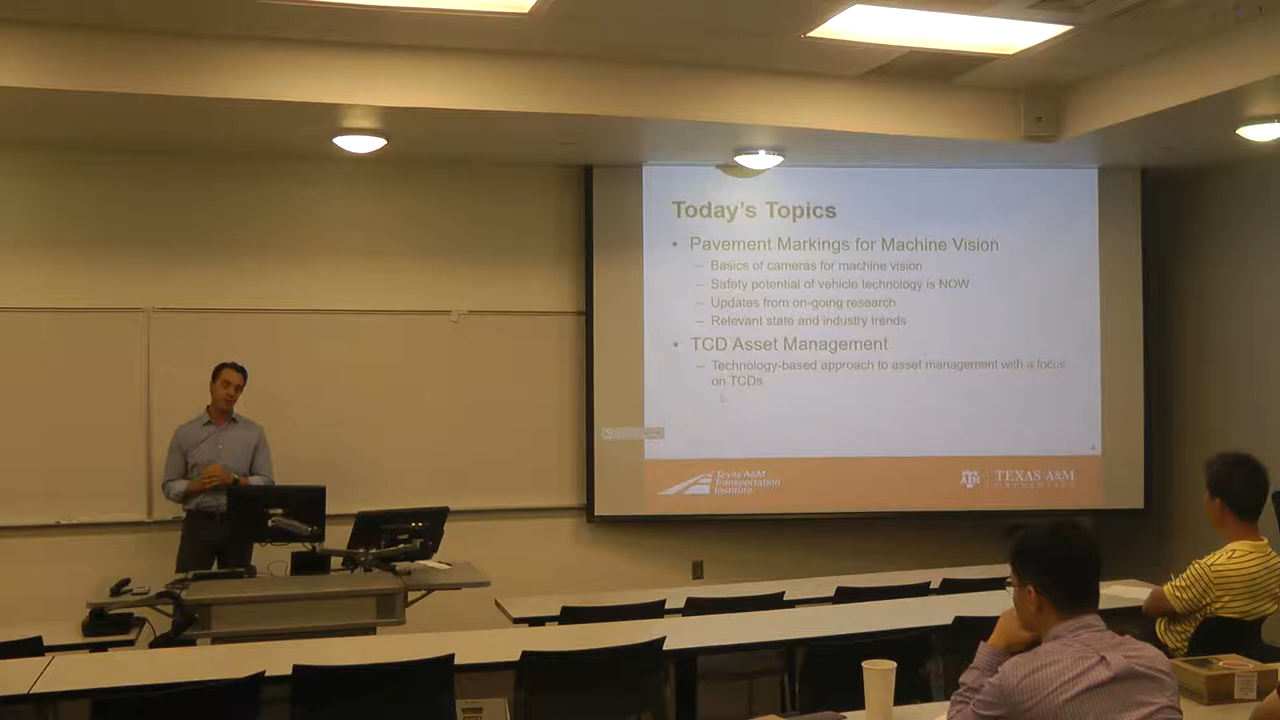 Today's Topics
• Pavement Markings for Machine Vision
– Basics of cameras for machine vision
– Safety potential of vehicle technology is NOW
– Updates from on-going research
– Relevant state and industry trends
• TCD Asset Management
– Technology-based approach to asset management with a focus
on TCDs
Texas A&M
Transportation
Institute
TEXAS A&M